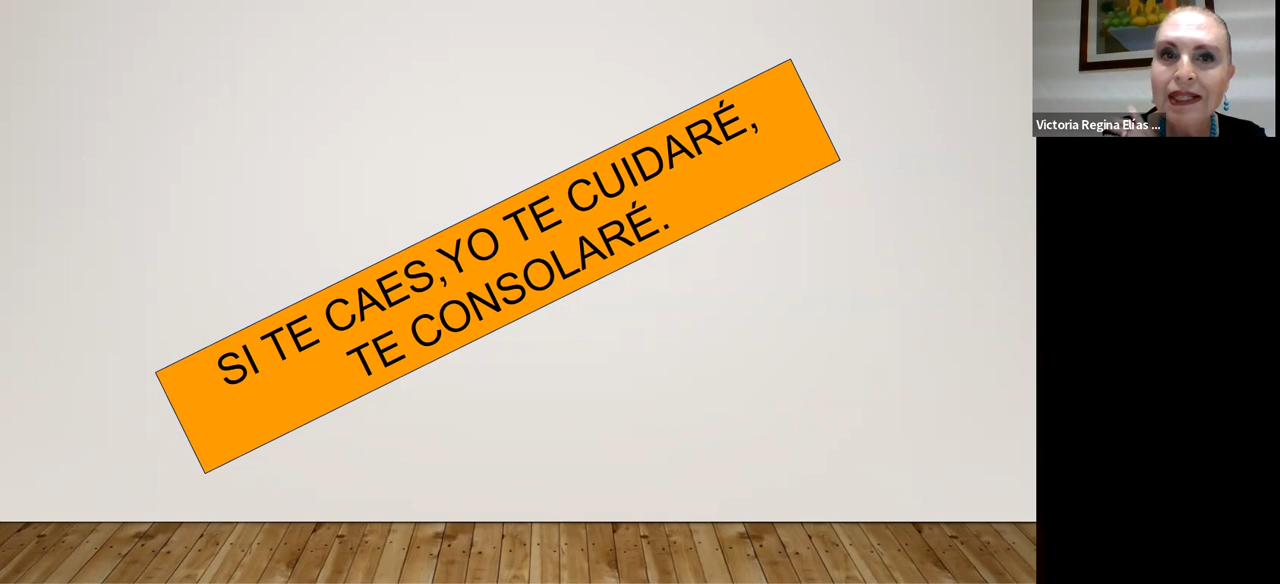 SI TE CAES,YO TE CUIDARÉ,
TE CONSOLARÉ.
Victoria Regina Elías ...